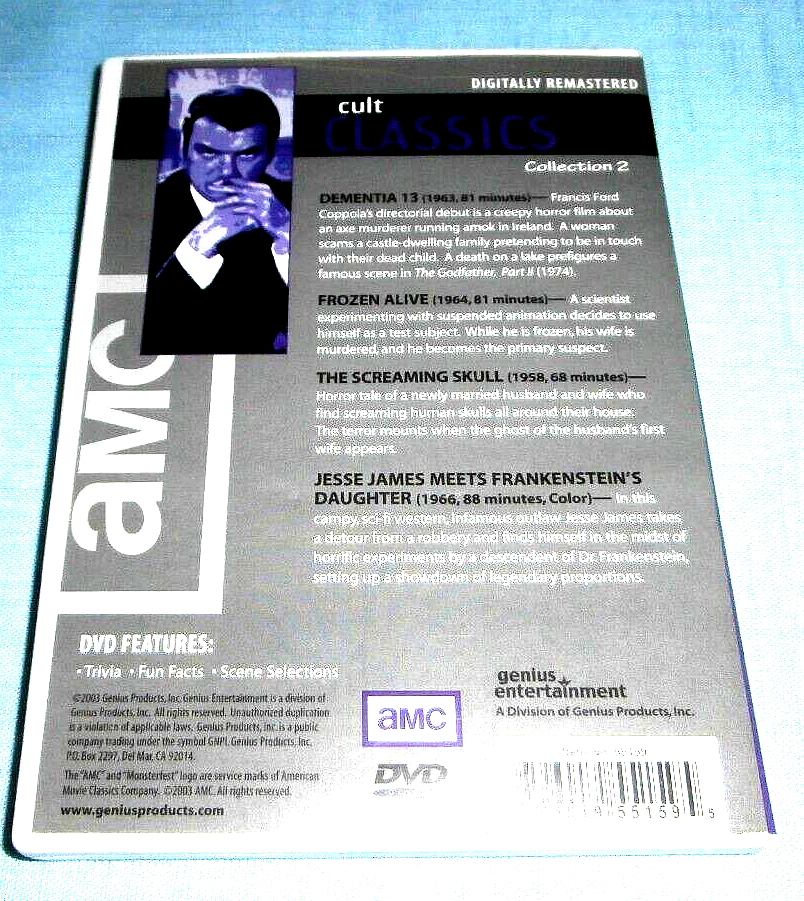 DIGITALLY REMASTERED
cult
CLASSICS
Collection 2
DEMENTIA 13 (1963, 81 minutes)— Francis Ford
Coppola's directorial debut is a creepy horror film about
an axe murderer running amok in Ireland. A woman
scams a castle-dwelling family pretending to be in touch
with their dead child. A death on a lake prefigures a
famous scene in The Godfather, Part II (1974).
FROZEN ALIVE (1964, 81 minutes)— A scientist
experimenting with suspended animation decides to use
himself as a test subject. While he is frozen, his wife is
murdered, and he becomes the primary suspect.
THE SCREAMING SKULL (1958, 68 minutes)—
Horror tale of a newly married husband and wife who
find screaming human skulls all around their house.
The terror mounts when the ghost of the husband's first
wife appears.
JESSE JAMES MEETS FRANKENSTEIN'S
DAUGHTER (1966, 88 minutes, Color)— In this
campy, sci-fi western, infamous outlaw Jesse James takes
a detour from a robbery and finds himself in the midst of
horrific experiments by a descendent of Dr. Frankenstein,
setting up a showdown of legendary proportions.
amc
DVD FEATURES:
• Trivia • Fun Facts • Scene Selections
©2003 Genius Products, Inc. Genius Entertainment is a division of
Genius Products, Inc. All rights reserved. Unauthorized duplication
is a violation of applicable laws. Genius Products, Inc. is a public
company trading under the symbol GNPI. Genius Products, Inc.
P.O. Box 2297, Del Mar, CA 92014.
The "AMC" and "Monsterfest" logo are service marks of American
Movie Classics Company. ©2003 AMC. All rights reserved.
www.geniusproducts.com
amc
DVD
genius
entertainment
A Division of Genius Products, Inc.
9 55159 5